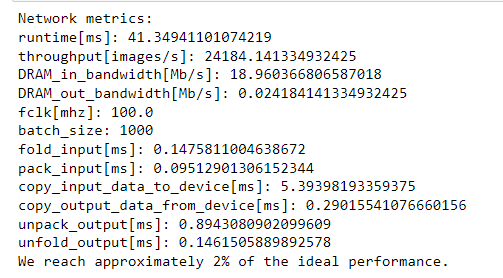 Network metrics:
runtime[ms]: 41.34941101074219
throughput[images/s]: 24184.141334932425
DRAM_in_bandwidth[Mb/s]: 18.960366806587018
DRAM_out_bandwidth[Mb/s]: 0.024184141334932425
fclk[mhz]: 100.0
batch_size: 1000
fold_input[ms]: 0.1475811004638672
pack_input[ms]: 0.09512901306152344
copy_input_data_to_device[ms]: 5.39398193359375
copy_output_data_from_device[ms]: 0.29015541076660156
unpack_output[ms]: 0.8943080902099609
unfold_output[ms]: 0.1461505889892578
We reach approximately 2% of the ideal performance.